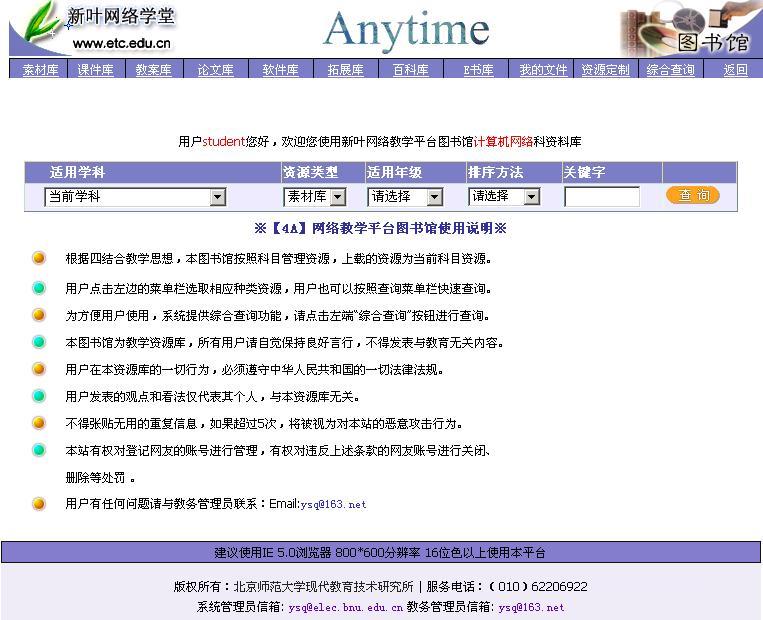 新叶网络学堂
www.etc.edu.cn
Anytime
图书馆
素材库 课件库 教案库 论文库 软件库 拓展库 百科库 E书库 我的文件 资源定制 综合查询 返回
用户student您好，欢迎您使用新叶网络教学平台图书馆计算机网络科资料库
适用学科 资源类型 适用年级 排序方法 关键字
当前学科 素材库 请选择 请选择 查 询
※【4A】网络教学平台图书馆使用说明※
根据四结合教学思想，本图书馆按照科目管理资源，上载的资源为当前科目资源。
用户点击左边的菜单栏选取相应种类资源，用户也可以按照查询菜单栏快速查询。
为方便用户使用，系统提供综合查询功能，请点击左端“综合查询”按钮进行查询。
本图书馆为教学资源库，所有用户请自觉保持良好言行，不得发表与教育无关内容。
用户在本资源库的一切行为，必须遵守中华人民共和国的一切法律法规。
用户发表的观点和看法仅代表其个人，与本资源库无关。
不得张贴无用的重复信息，如果超过5次，将被视为对本站的恶意攻击行为。
本站有权对登记网友的账号进行管理，有权对违反上述条款的网友账号进行关闭、
删除等处罚 。
用户有任何问题请与教务管理员联系：Email:ysq@163.net
建议使用IE 5.0浏览器 800*600分辨率 16位色以上使用本平台
版权所有：北京师范大学现代教育技术研究所 | 服务电话：（010）62206922
系统管理员信箱: ysq@elec.bnu.edu.cn 教务管理员信箱: ysq@163.net